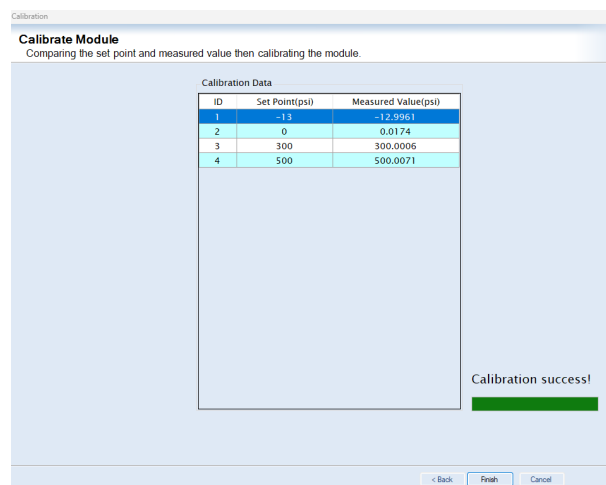 Calibration
Calibrate Module
Comparing the set point and measured value then calibrating the module.
Calibration Data
ID Set Point(psi) Measured Value(psi)
1 -13 -12.9961
2 0 0.0174
3 300 300.0006
4 500 500.0071
Calibration success!
< Back Finish Cancel